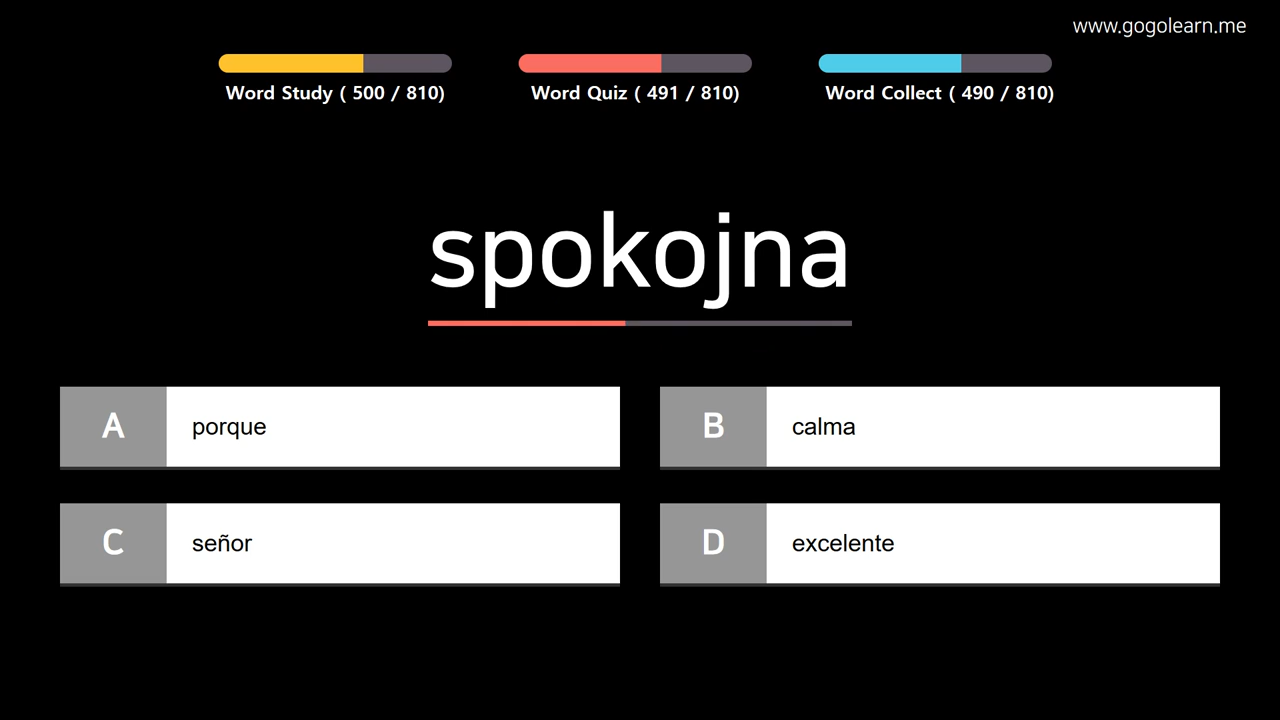 www.gogolearn.me
Word Study ( 500 / 810)
Word Quiz ( 491 / 810)
Word Collect ( 490 / 810)
spokojna
A porque
B calma
C señor
D excelente